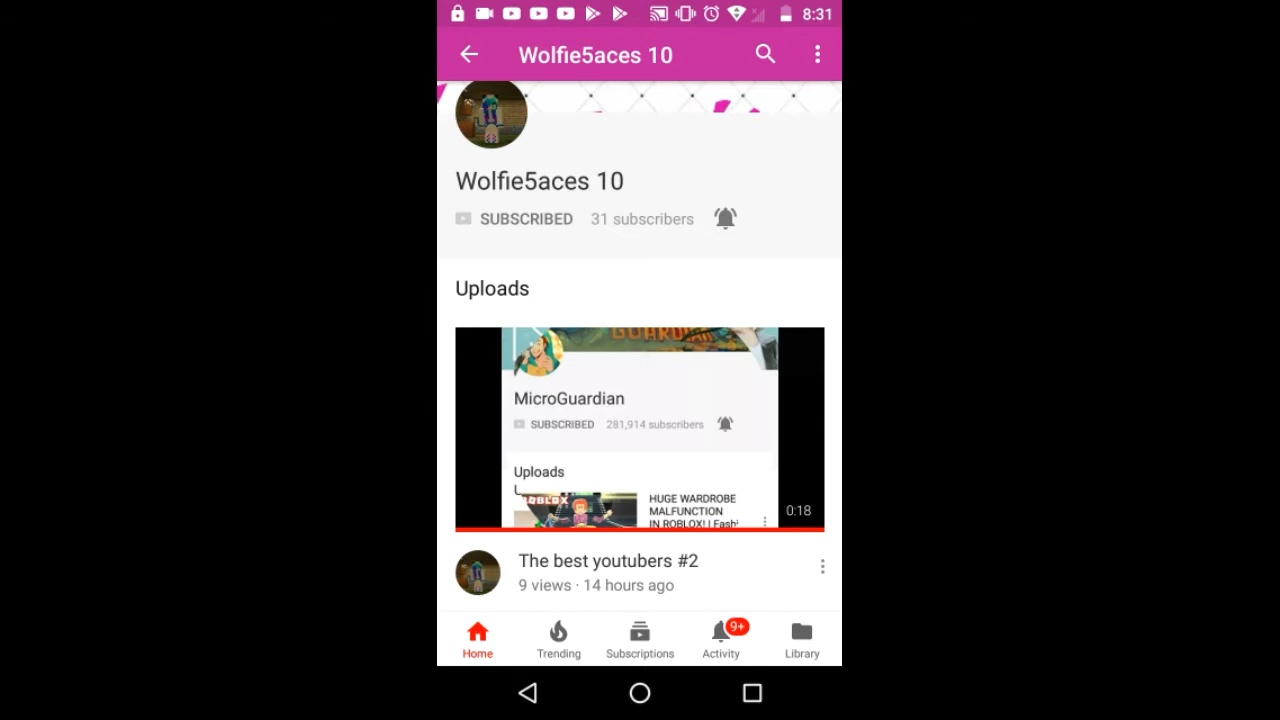 8:31
Wolfie5aces 10
Wolfie5aces 10
SUBSCRIBED 31 subscribers
Uploads
GUARDIAN
MicroGuardian
SUBSCRIBED 281,914 subscribers
Uploads
ROBLOX
HUGE WARDROBE
MALFUNCTION
IN ROBLOX! | Fash
0:18
The best youtubers #2
9 views · 14 hours ago
9+
Home Trending Subscriptions Activity Library